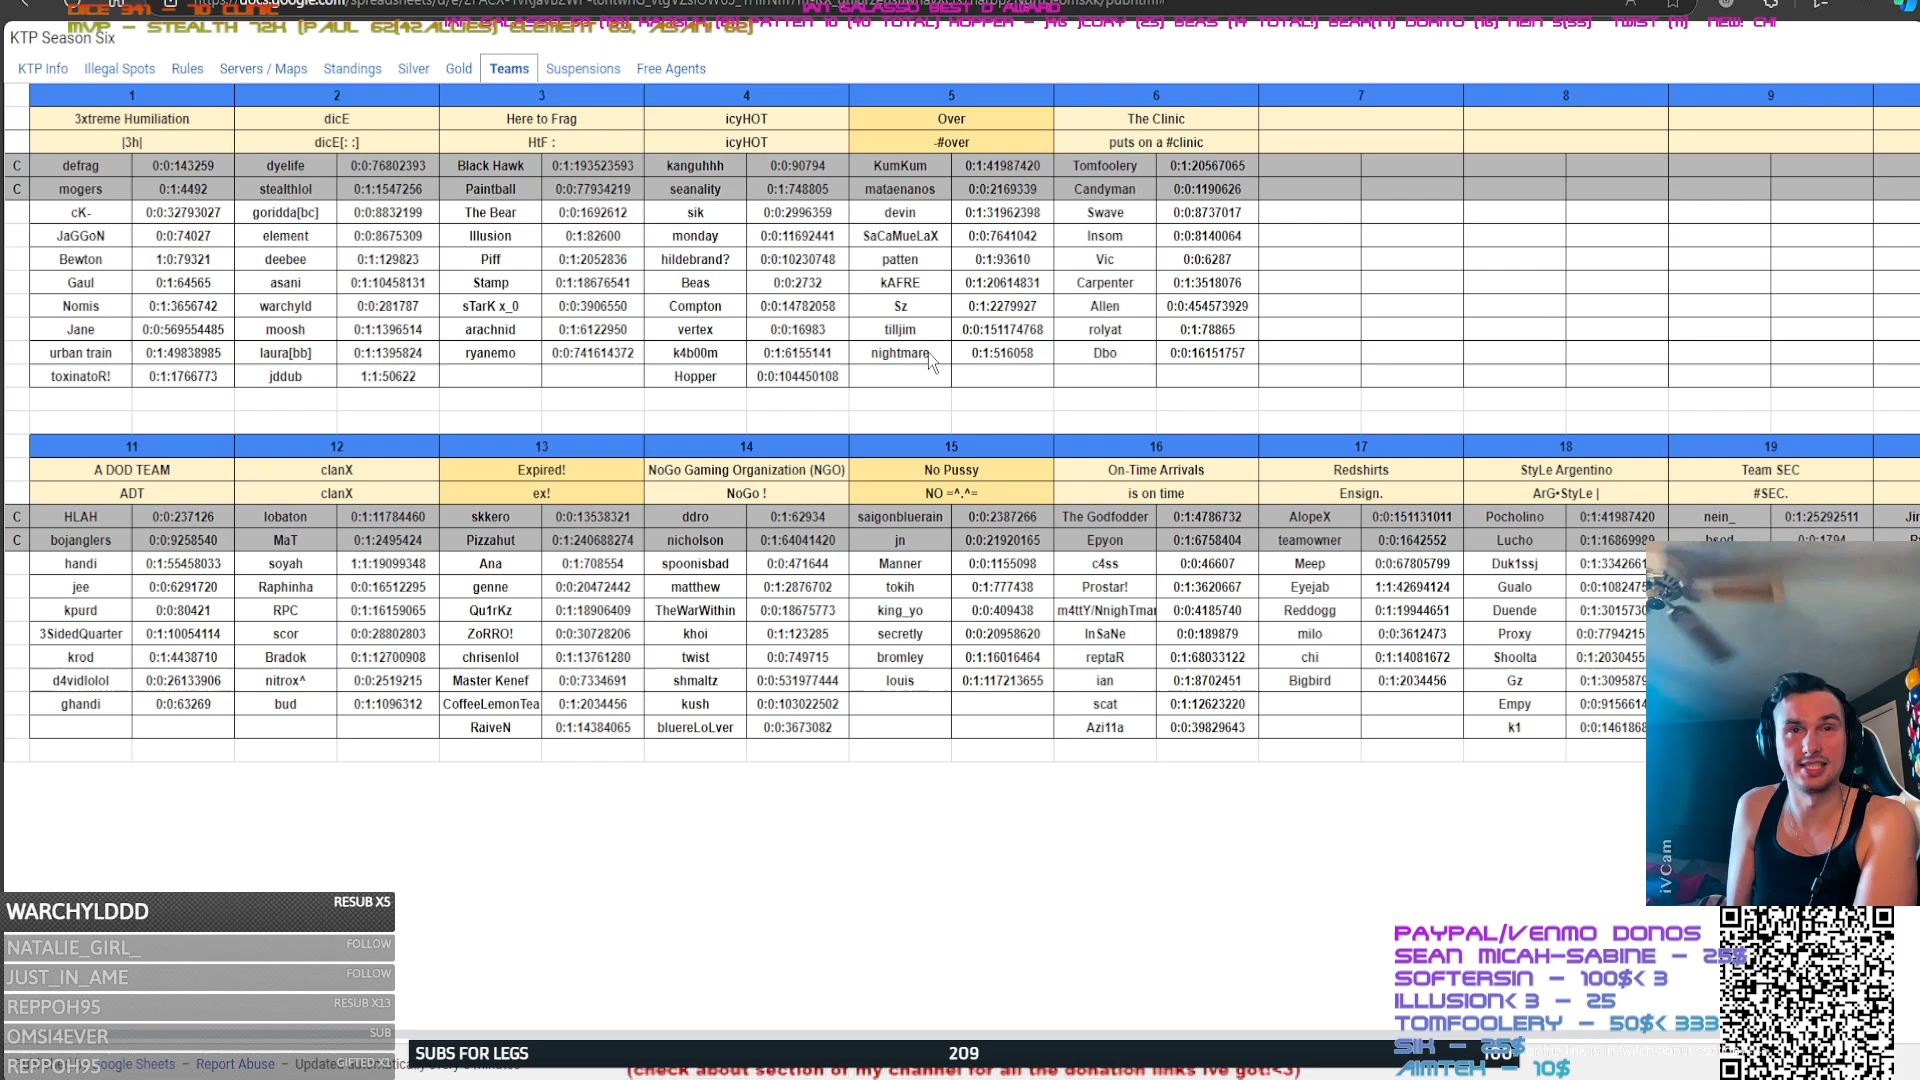 KTP Season Six
KTP Info Illegal Spots Rules Servers / Maps Standings Silver Gold Teams Suspensions Free Agents
1 2 3 4 5 6 7 8 9
3xtreme Humiliation dicE Here to Frag icyHOT Over The Clinic
|3h| dicE[: :] HtF : icyHOT -#over puts on a #clinic
C defrag 0:0:143259 dyelife 0:0:76802393 Black Hawk 0:1:193523593 kanguhhh 0:0:90794 KumKum 0:1:41987420 Tomfoolery 0:1:20567065
C mogers 0:1:4492 stealthlol 0:1:1547256 Paintball 0:0:77934219 seanality 0:1:748805 mataenanos 0:0:2169339 Candyman 0:0:1190626
cK- 0:0:32793027 goridda[bc] 0:0:8832199 The Bear 0:0:1692612 sik 0:0:2996359 devin 0:1:31962398 Swave 0:0:8737017
JaGGoN 0:0:74027 element 0:0:8675309 Illusion 0:1:82600 monday 0:0:11692441 SaCaMueLaX 0:0:7641042 Insom 0:0:8140064
Bewton 1:0:79321 deebee 0:1:129823 Piff 0:1:2052836 hildebrand? 0:0:10230748 patten 0:1:93610 Vic 0:0:6287
Gaul 0:1:64565 asani 0:1:10458131 Stamp 0:1:18676541 Beas 0:0:2732 kAFRE 0:1:20614831 Carpenter 0:1:3518076
Nomis 0:1:3656742 warchyld 0:0:281787 sTarK x_0 0:0:3906550 Compton 0:0:14782058 Sz 0:1:2279927 Allen 0:0:454573929
Jane 0:0:569554485 moosh 0:1:1396514 arachnid 0:1:6122950 vertex 0:0:16983 tilljim 0:0:151174768 rolyat 0:1:78865
urban train 0:1:49838985 laura[bb] 0:1:1395824 ryanemo 0:0:741614372 k4b00m 0:1:6155141 nightmare 0:1:516058 Dbo 0:0:16151757
toxinatoR! 0:1:1766773 jddub 1:1:50622 Hopper 0:0:104450108
11 12 13 14 15 16 17 18 19
A DOD TEAM clanX Expired! NoGo Gaming Organization (NGO) No Pussy On-Time Arrivals Redshirts StyLe Argentino Team SEC
ADT clanX ex! NoGo ! NO =^.^= is on time Ensign. ArG•StyLe | #SEC.
C HLAH 0:0:237126 lobaton 0:1:11784460 skkero 0:0:13538321 ddro 0:1:62934 saigonbluerain 0:0:2387266 The Godfodder 0:1:4786732 AlopeX 0:0:151131011 Pocholino 0:1:41987420 nein_ 0:1:25292511
C bojanglers 0:0:9258540 MaT 0:1:2495424 Pizzahut 0:1:240688274 nicholson 0:1:64041420 jn 0:0:21920165 Epyon 0:1:6758404 teamowner 0:0:1642552 Lucho 0:1:16869989
handi 0:1:55458033 soyah 1:1:19099348 Ana 0:1:708554 spoonisbad 0:0:471644 Manner 0:0:1155098 c4ss 0:0:46607 Meep 0:0:67805799 Duk1ssj 0:1:3342661
jee 0:0:6291720 Raphinha 0:0:16512295 genne 0:0:20472442 matthew 0:1:2876702 tokih 0:1:777438 Prostar! 0:1:3620667 Eyejab 1:1:42694124 Gualo 0:0:1082475
kpurd 0:0:80421 RPC 0:1:16159065 Qu1rKz 0:1:18906409 TheWarWithin 0:0:18675773 king_yo 0:0:409438 m4ttY/NnighTmar 0:0:4185740 Reddogg 0:1:19944651 Duende 0:1:3015730
3SidedQuarter 0:1:10054114 scor 0:0:28802803 ZoRRO! 0:0:30728206 khoi 0:1:123285 secretly 0:0:20958620 InSaNe 0:0:189879 milo 0:0:3612473 Proxy 0:0:7794215
krod 0:1:4438710 Bradok 0:1:12700908 chrisenlol 0:1:13761280 twist 0:0:749715 bromley 0:1:16016464 reptaR 0:1:68033122 chi 0:1:14081672 Shoolta 0:1:2030455
d4vidlolol 0:0:26133906 nitrox^ 0:0:2519215 Master Kenef 0:0:7334691 shmaltz 0:0:531977444 louis 0:1:117213655 ian 0:1:8702451 Bigbird 0:1:2034456 Gz 0:1:3095879
ghandi 0:0:63269 bud 0:1:1096312 CoffeeLemonTea 0:1:2034456 kush 0:0:103022502 scat 0:1:12623220 Empy 0:0:9156614
RaiveN 0:1:14384065 bluereLoLver 0:0:3673082 Azi11a 0:0:39829643 k1 0:0:1461868
iVCam
WARCHYLDDD RESUB X5
NATALIE_GIRL_ FOLLOW
JUST_IN_AME FOLLOW
REPPOH95 RESUB X13
OMSI4EVER SUB
REPPOH95 GIFTED X1
Google Sheets – Report Abuse – Updated
SUBS FOR LEGS 209
(check about section of my channel for all the donation links ive got!<3)
PAYPAL/VENMO DONOS
SEAN MICAH-SABINE - 25$
SOFTERSIN - 100$< 3
ILLUSION< 3 - 25
TOMFOOLERY - 50$< 333
SIK - 25$
AIMTEK - 10$